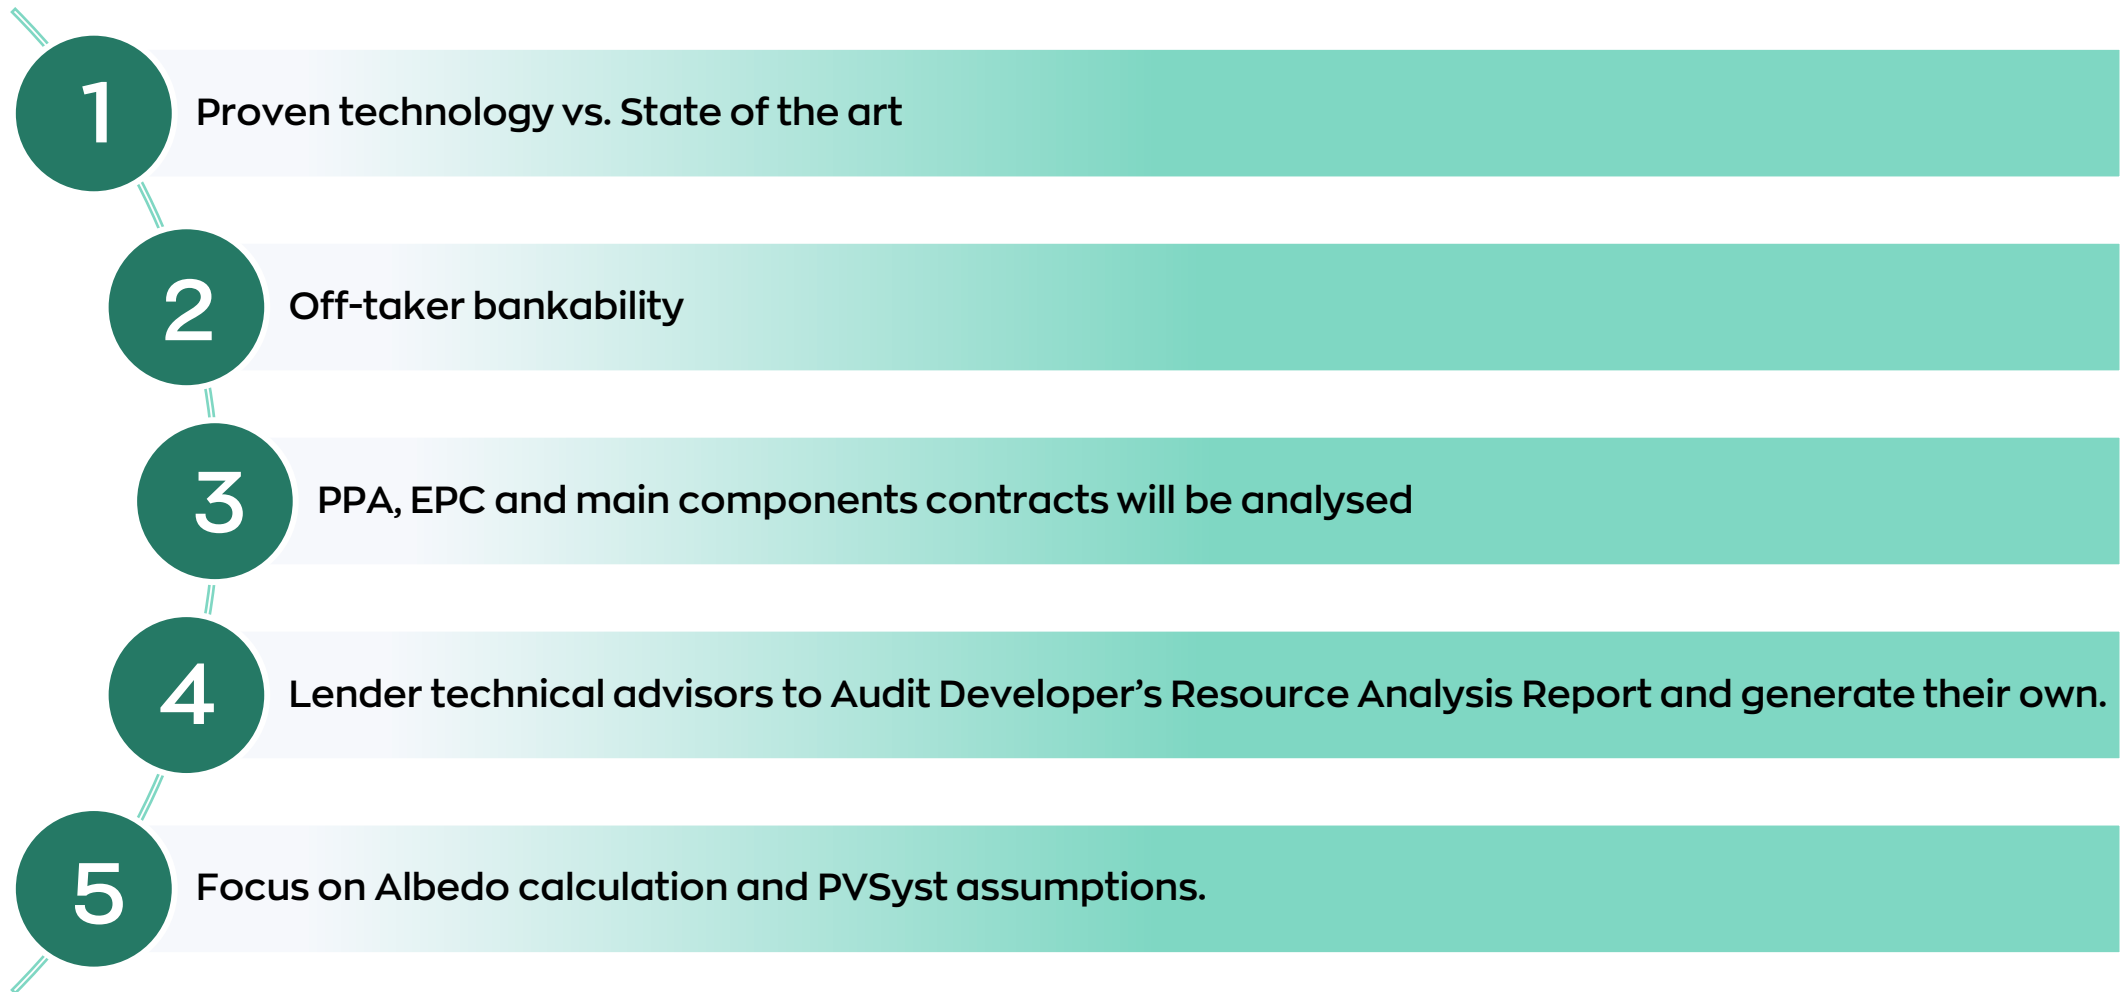 1
Proven technology vs. State of the art
2
Off-taker bankability
3
PPA, EPC and main components contracts will be analysed
4
Lender technical advisors to Audit Developer’s Resource Analysis Report and generate their own.
5
Focus on Albedo calculation and PVSyst assumptions.